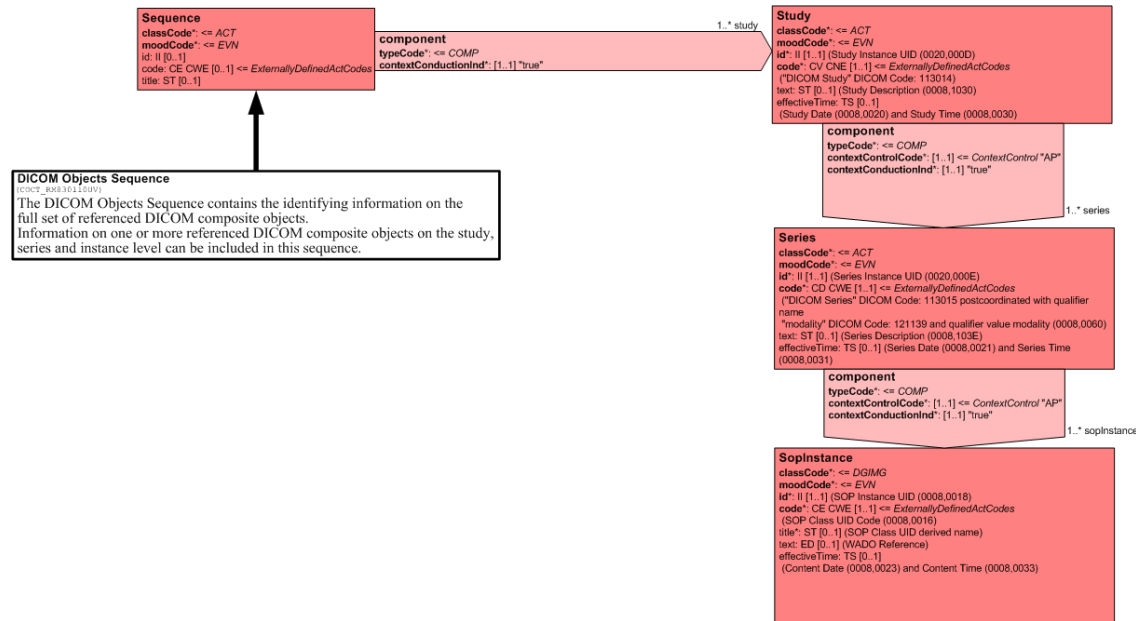 Sequence
classCode*: <= ACT
moodCode*: <= EVN
id: II [0..1]
code: CE CWE [0..1] <= ExternallyDefinedActCodes
title: ST [0..1]
component
typeCode*: <= COMP
contextConductionInd*: [1..1] "true"
1..* study
Study
classCode*: <= ACT
moodCode*: <= EVN
id*: II [1..1] (Study Instance UID (0020,000D)
code*: CV CNE [1..1] <= ExternallyDefinedActCodes
("DICOM Study" DICOM Code: 113014)
text: ST [0..1] (Study Description (0008,1030)
effectiveTime: TS [0..1]
(Study Date (0008,0020) and Study Time (0008,0030)
component
typeCode*: <= COMP
contextControlCode*: [1..1] <= ContextControl "AP"
contextConductionInd*: [1..1] "true"
1..* series
DICOM Objects Sequence
(COCT_RM830110UV)
The DICOM Objects Sequence contains the identifying information on the
full set of referenced DICOM composite objects.
Information on one or more referenced DICOM composite objects on the study,
series and instance level can be included in this sequence.
Series
classCode*: <= ACT
moodCode*: <= EVN
id*: II [1..1] (Series Instance UID (0020,000E)
code*: CD CWE [1..1] <= ExternallyDefinedActCodes
("DICOM Series" DICOM Code: 113015 postcoordinated with qualifier
name
"modality" DICOM Code: 121139 and qualifier value modality (0008,0060)
text: ST [0..1] (Series Description (0008,103E)
effectiveTime: TS [0..1] (Series Date (0008,0021) and Series Time
(0008,0031)
component
typeCode*: <= COMP
contextControlCode*: [1..1] <= ContextControl "AP"
contextConductionInd*: [1..1] "true"
1..* sopInstance
SopInstance
classCode*: <= DGIMG
moodCode*: <= EVN
id*: II [1..1] (SOP Instance UID (0008,0018)
code*: CE CWE [1..1] <= ExternallyDefinedActCodes
(SOP Class UID Code (0008,0016)
title*: ST [0..1] (SOP Class UID derived name)
text: ED [0..1] (WADO Reference)
effectiveTime: TS [0..1]
(Content Date (0008,0023) and Content Time (0008,0033)